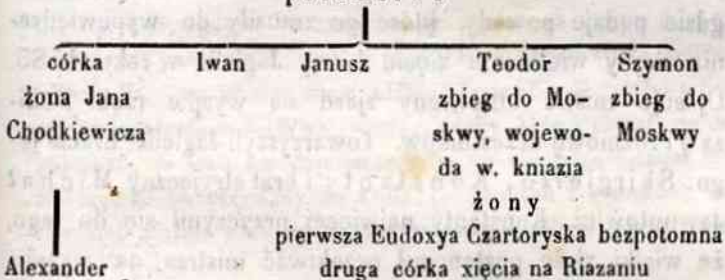 córka Iwan Janusz Teodor Szymon
żona Jana zbieg do Mo- zbieg do
Chodkiewicza skwy, wojewo- Moskwy
da w. kniazia
żony
pierwsza Eudoxya Czartoryska bezpotomna
Alexander druga córka xięcia na Riazaniu